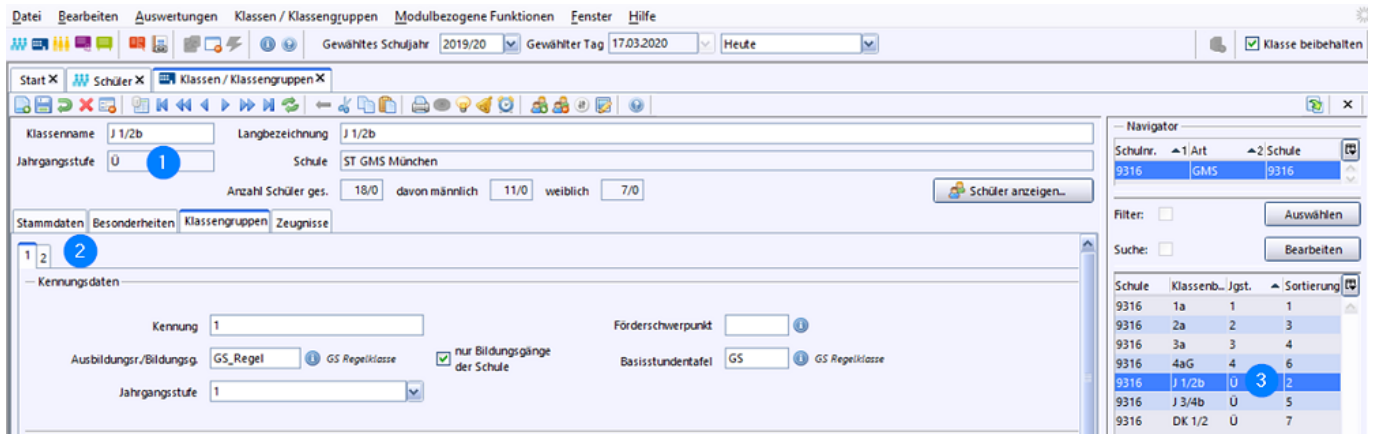 Datei Bearbeiten Auswertungen Klassen / Klassengruppen Modulbezogene Funktionen Fenster Hilfe
Gewähltes Schuljahr 2019/20 Gewählter Tag 17.03.2020 Heute Klasse beibehalten
Start Schüler Klassen / Klassengruppen
Klassenname J 1/2b Langbezeichnung J 1/2b
Jahrgangsstufe Ü 1 Schule ST GMS München
Anzahl Schüler ges. 18/0 davon männlich 11/0 weiblich 7/0 Schüler anzeigen...
Stammdaten Besonderheiten Klassengruppen Zeugnisse
1 2 2
Kennungsdaten
Kennung 1 Förderschwerpunkt
Ausbildungsr./Bildungsg. GS_Regel GS Regelklasse nur Bildungsgänge der Schule Basisstundentafel GS GS Regelklasse
Jahrgangsstufe 1
Navigator
Schulnr. 1 Art 2 Schule
9316 GMS 9316
Filter: Auswählen
Suche: Bearbeiten
Schule Klassenb... Jgst. Sortierung
9316 1a 1 1
9316 2a 2 3
9316 3a 3 4
9316 4aG 4 6
9316 J 1/2b Ü 3 2
9316 J 3/4b Ü 5
9316 DK 1/2 Ü 7